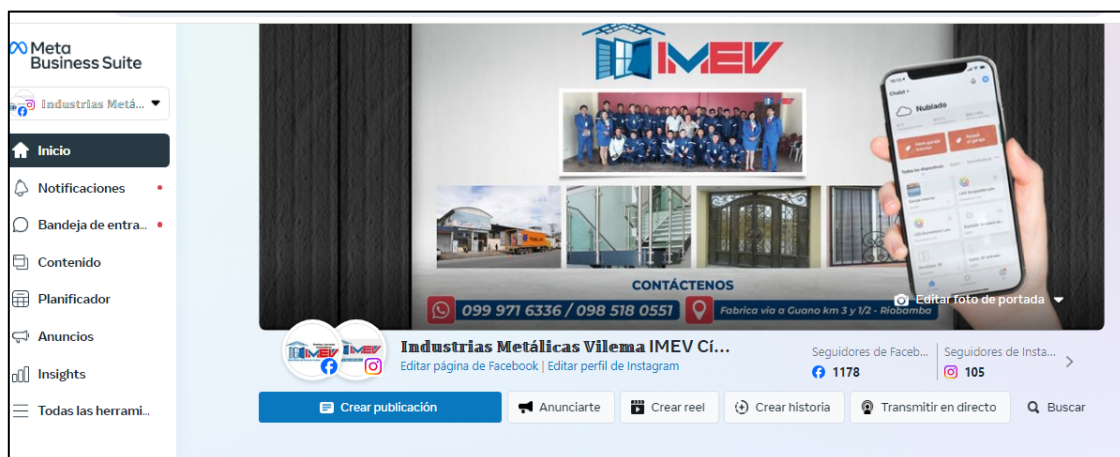 Meta
Business Suite
Industrias Metá...
Inicio
Notificaciones
Bandeja de entra...
Contenido
Planificador
Anuncios
Insights
Todas las herrami...
IMEV
Nublado
CONTÁCTENOS
099 971 6336 / 098 518 0551
Fabrica via a Guano km 3 y 1/2 - Riobamba
Editar foto de portada
Industrias Metálicas Vilema IMEV Cí...
Editar página de Facebook | Editar perfil de Instagram
Seguidores de Faceb...
1178
Seguidores de Insta...
105
Crear publicación
Anunciarte
Crear reel
Crear historia
Transmitir en directo
Buscar